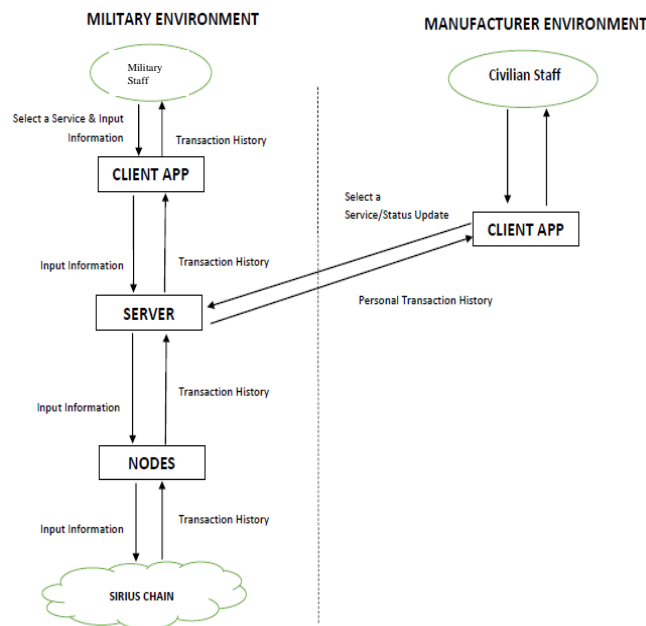 MILITARY ENVIRONMENT
MANUFACTURER ENVIRONMENT
Military
Staff
Civilian Staff
Select a Service & Input
Information
Transaction History
CLIENT APP
Select a
Service/Status Update
CLIENT APP
Input Information
Transaction History
Personal Transaction History
SERVER
Input Information
Transaction History
NODES
Input Information
Transaction History
SIRIUS CHAIN